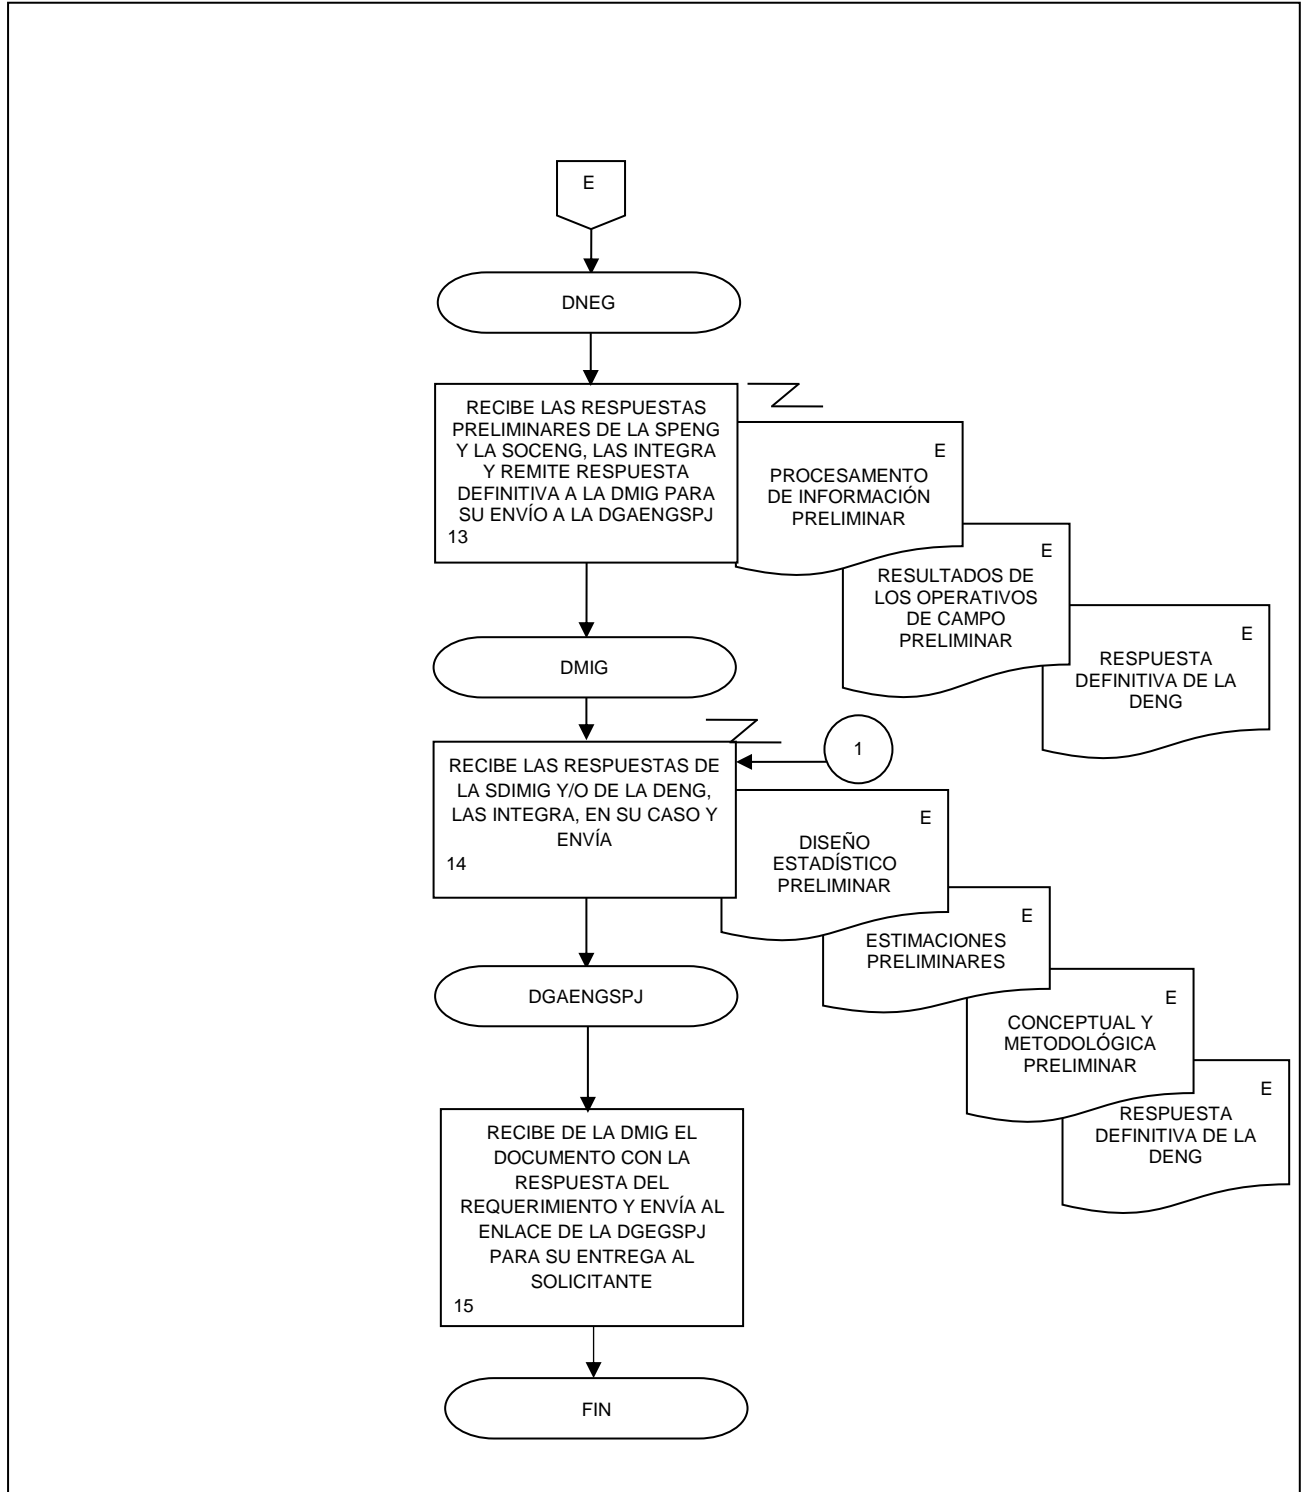 E
DNEG
RECIBE LAS RESPUESTAS
PRELIMINARES DE LA SPENG
Y LA SOCENG, LAS INTEGRA
Y REMITE RESPUESTA
DEFINITIVA A LA DMIG PARA
SU ENVÍO A LA DGAENGSPJ
13
E
PROCESAMENTO
DE INFORMACIÓN
PRELIMINAR
E
RESULTADOS DE
LOS OPERATIVOS
DE CAMPO
PRELIMINAR
E
RESPUESTA
DEFINITIVA DE LA
DENG
DMIG
1
RECIBE LAS RESPUESTAS DE
LA SDIMIG Y/O DE LA DENG,
LAS INTEGRA, EN SU CASO Y
ENVÍA
14
E
DISEÑO
ESTADÍSTICO
PRELIMINAR
E
ESTIMACIONES
PRELIMINARES
E
CONCEPTUAL Y
METODOLÓGICA
PRELIMINAR
E
RESPUESTA
DEFINITIVA DE LA
DENG
DGAENGSPJ
RECIBE DE LA DMIG EL
DOCUMENTO CON LA
RESPUESTA DEL
REQUERIMIENTO Y ENVÍA AL
ENLACE DE LA DGEGSPJ
PARA SU ENTREGA AL
SOLICITANTE
15
FIN